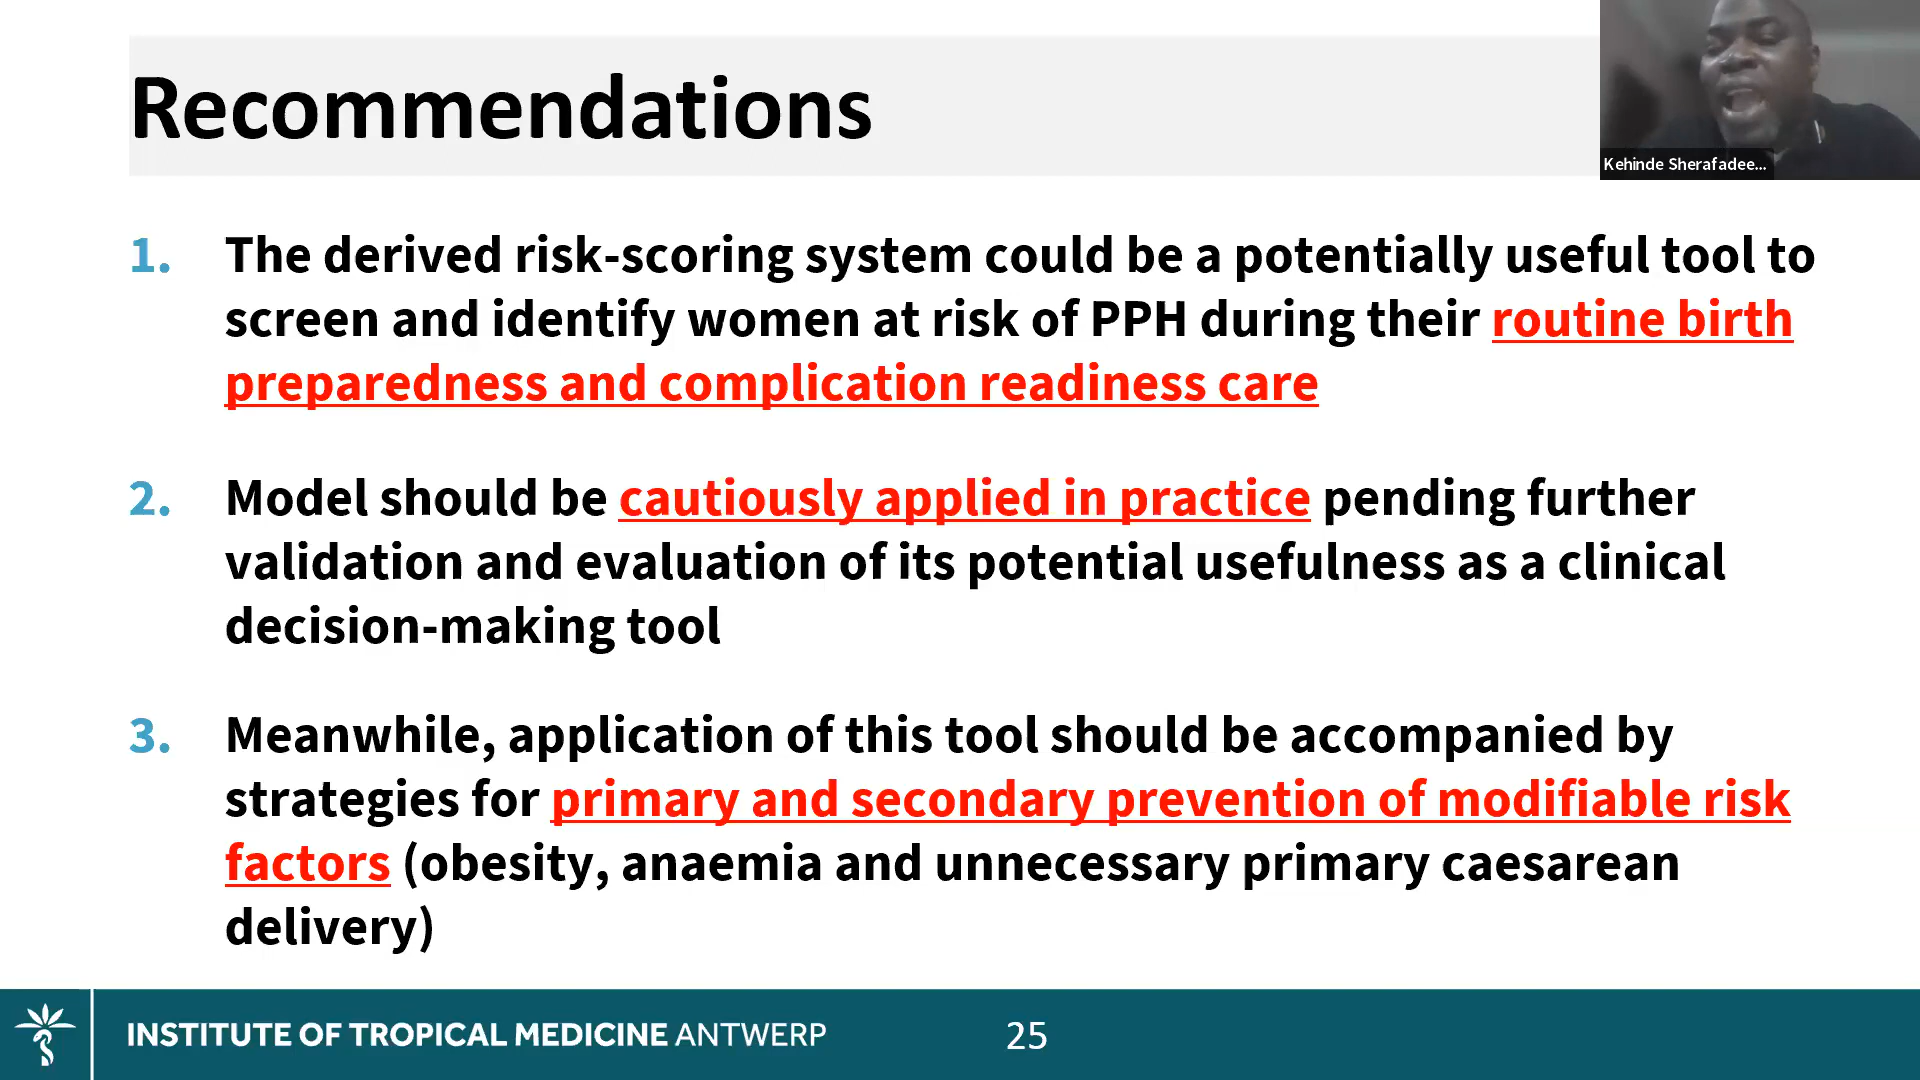 Recommendations
Kehinde Sherafadee...
1. The derived risk-scoring system could be a potentially useful tool to
screen and identify women at risk of PPH during their routine birth
preparedness and complication readiness care
2. Model should be cautiously applied in practice pending further
validation and evaluation of its potential usefulness as a clinical
decision-making tool
3. Meanwhile, application of this tool should be accompanied by
strategies for primary and secondary prevention of modifiable risk
factors (obesity, anaemia and unnecessary primary caesarean
delivery)
INSTITUTE OF TROPICAL MEDICINE ANTWERP
25